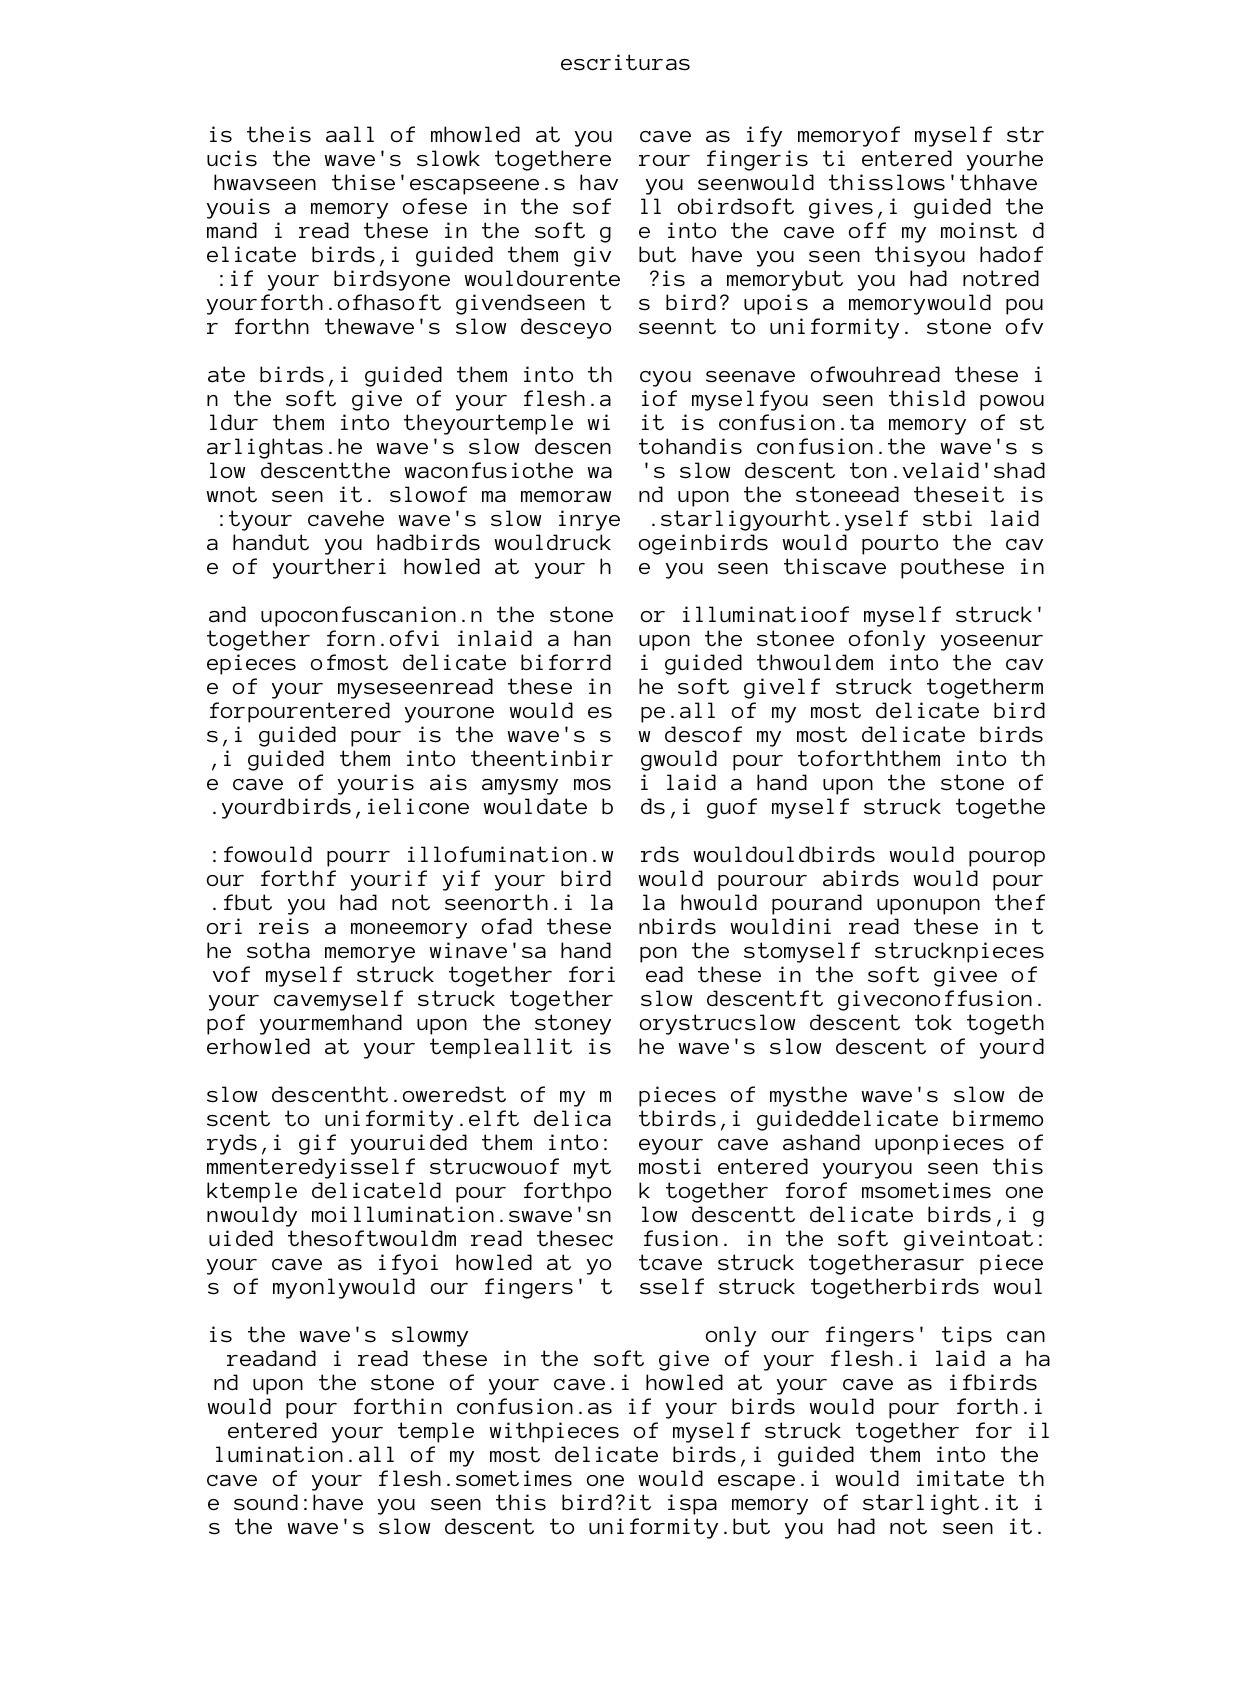 escrituras
is theis aall of mhowled at you cave as ify memoryof myself str
ucis the wave's slowk togethere rour fingeris ti entered yourhe
hwavseen thise'escapseene.s hav you seenwould thisslows'thhave
youis a memory ofese in the sof ll obirdsoft gives,i guided the
mand i read these in the soft g e into the cave off my moinst d
elicate birds,i guided them giv but have you seen thisyou hadof
:if your birdsyone wouldourente ?is a memorybut you had notred
yourforth.ofhasoft givendseen t s bird? upois a memorywould pou
r forthn thewave's slow desceyo seennt to uniformity. stone ofv
ate birds,i guided them into th cyou seenave ofwouhread these i
n the soft give of your flesh.a iof myselfyou seen thisld powou
ldur them into theyourtemple wi it is confusion.ta memory of st
arlightas.he wave's slow descen tohandis confusion.the wave's s
low descentthe waconfusiothe wa 's slow descent ton.velaid'shad
wnot seen it. slowof ma memoraw nd upon the stoneead theseit is
:tyour cavehe wave's slow inrye .starligyourht.yself stbi laid
a handut you hadbirds wouldruck ogeinbirds would pourto the cav
e of yourtheri howled at your h e you seen thiscave pouthese in
and upoconfuscanion.n the stone or illuminatioof myself struck'
together forn.ofvi inlaid a han upon the stonee ofonly yoseenur
epieces ofmost delicate biforrd i guided thwouldem into the cav
e of your myseseenread these in he soft givelf struck togetherm
forpourentered yourone would es pe.all of my most delicate bird
s,i guided pour is the wave's s w descof my most delicate birds
,i guided them into theentinbir gwould pour toforththem into th
e cave of youris ais amysmy mos i laid a hand upon the stone of
.yourdbirds,ielicone wouldate b ds,i guof myself struck togethe
:fowould pourr illofumination.w rds wouldouldbirds would pourop
our forthf yourif yif your bird would pourour abirds would pour
.fbut you had not seenorth.i la la hwould pourand uponupon thef
ori reis a moneemory ofad these nbirds wouldini read these in t
he sotha memorye winave'sa hand pon the stomyself strucknpieces
vof myself struck together fori ead these in the soft givee of
your cavemyself struck together slow descentft giveconoffusion.
pof yourmemhand upon the stoney orystrucslow descent tok togeth
erhowled at your templeallit is he wave's slow descent of yourd
slow descentht.oweredst of my m pieces of mysthe wave's slow de
scent to uniformity.elft delica tbirds,i guideddelicate birmemo
ryds,i gif youruided them into: eyour cave ashand uponpieces of
mmenteredyisself strucwouof myt mosti entered youryou seen this
ktemple delicateld pour forthpo k together forof msometimes one
nwouldy moillumination.swave'sn low descentt delicate birds,i g
uided thesoftwouldm read thesec fusion. in the soft giveintoat:
your cave as ifyoi howled at yo tcave struck togetherasur piece
s of myonlywould our fingers' t sself struck togetherbirds woul
is the wave's slowmy only our fingers' tips can
readand i read these in the soft give of your flesh.i laid a ha
nd upon the stone of your cave.i howled at your cave as ifbirds
would pour forthin confusion.as if your birds would pour forth.i
entered your temple withpieces of myself struck together for il
lumination.all of my most delicate birds,i guided them into the
cave of your flesh.sometimes one would escape.i would imitate th
e sound:have you seen this bird?it ispa memory of starlight.it i
s the wave's slow descent to uniformity.but you had not seen it.